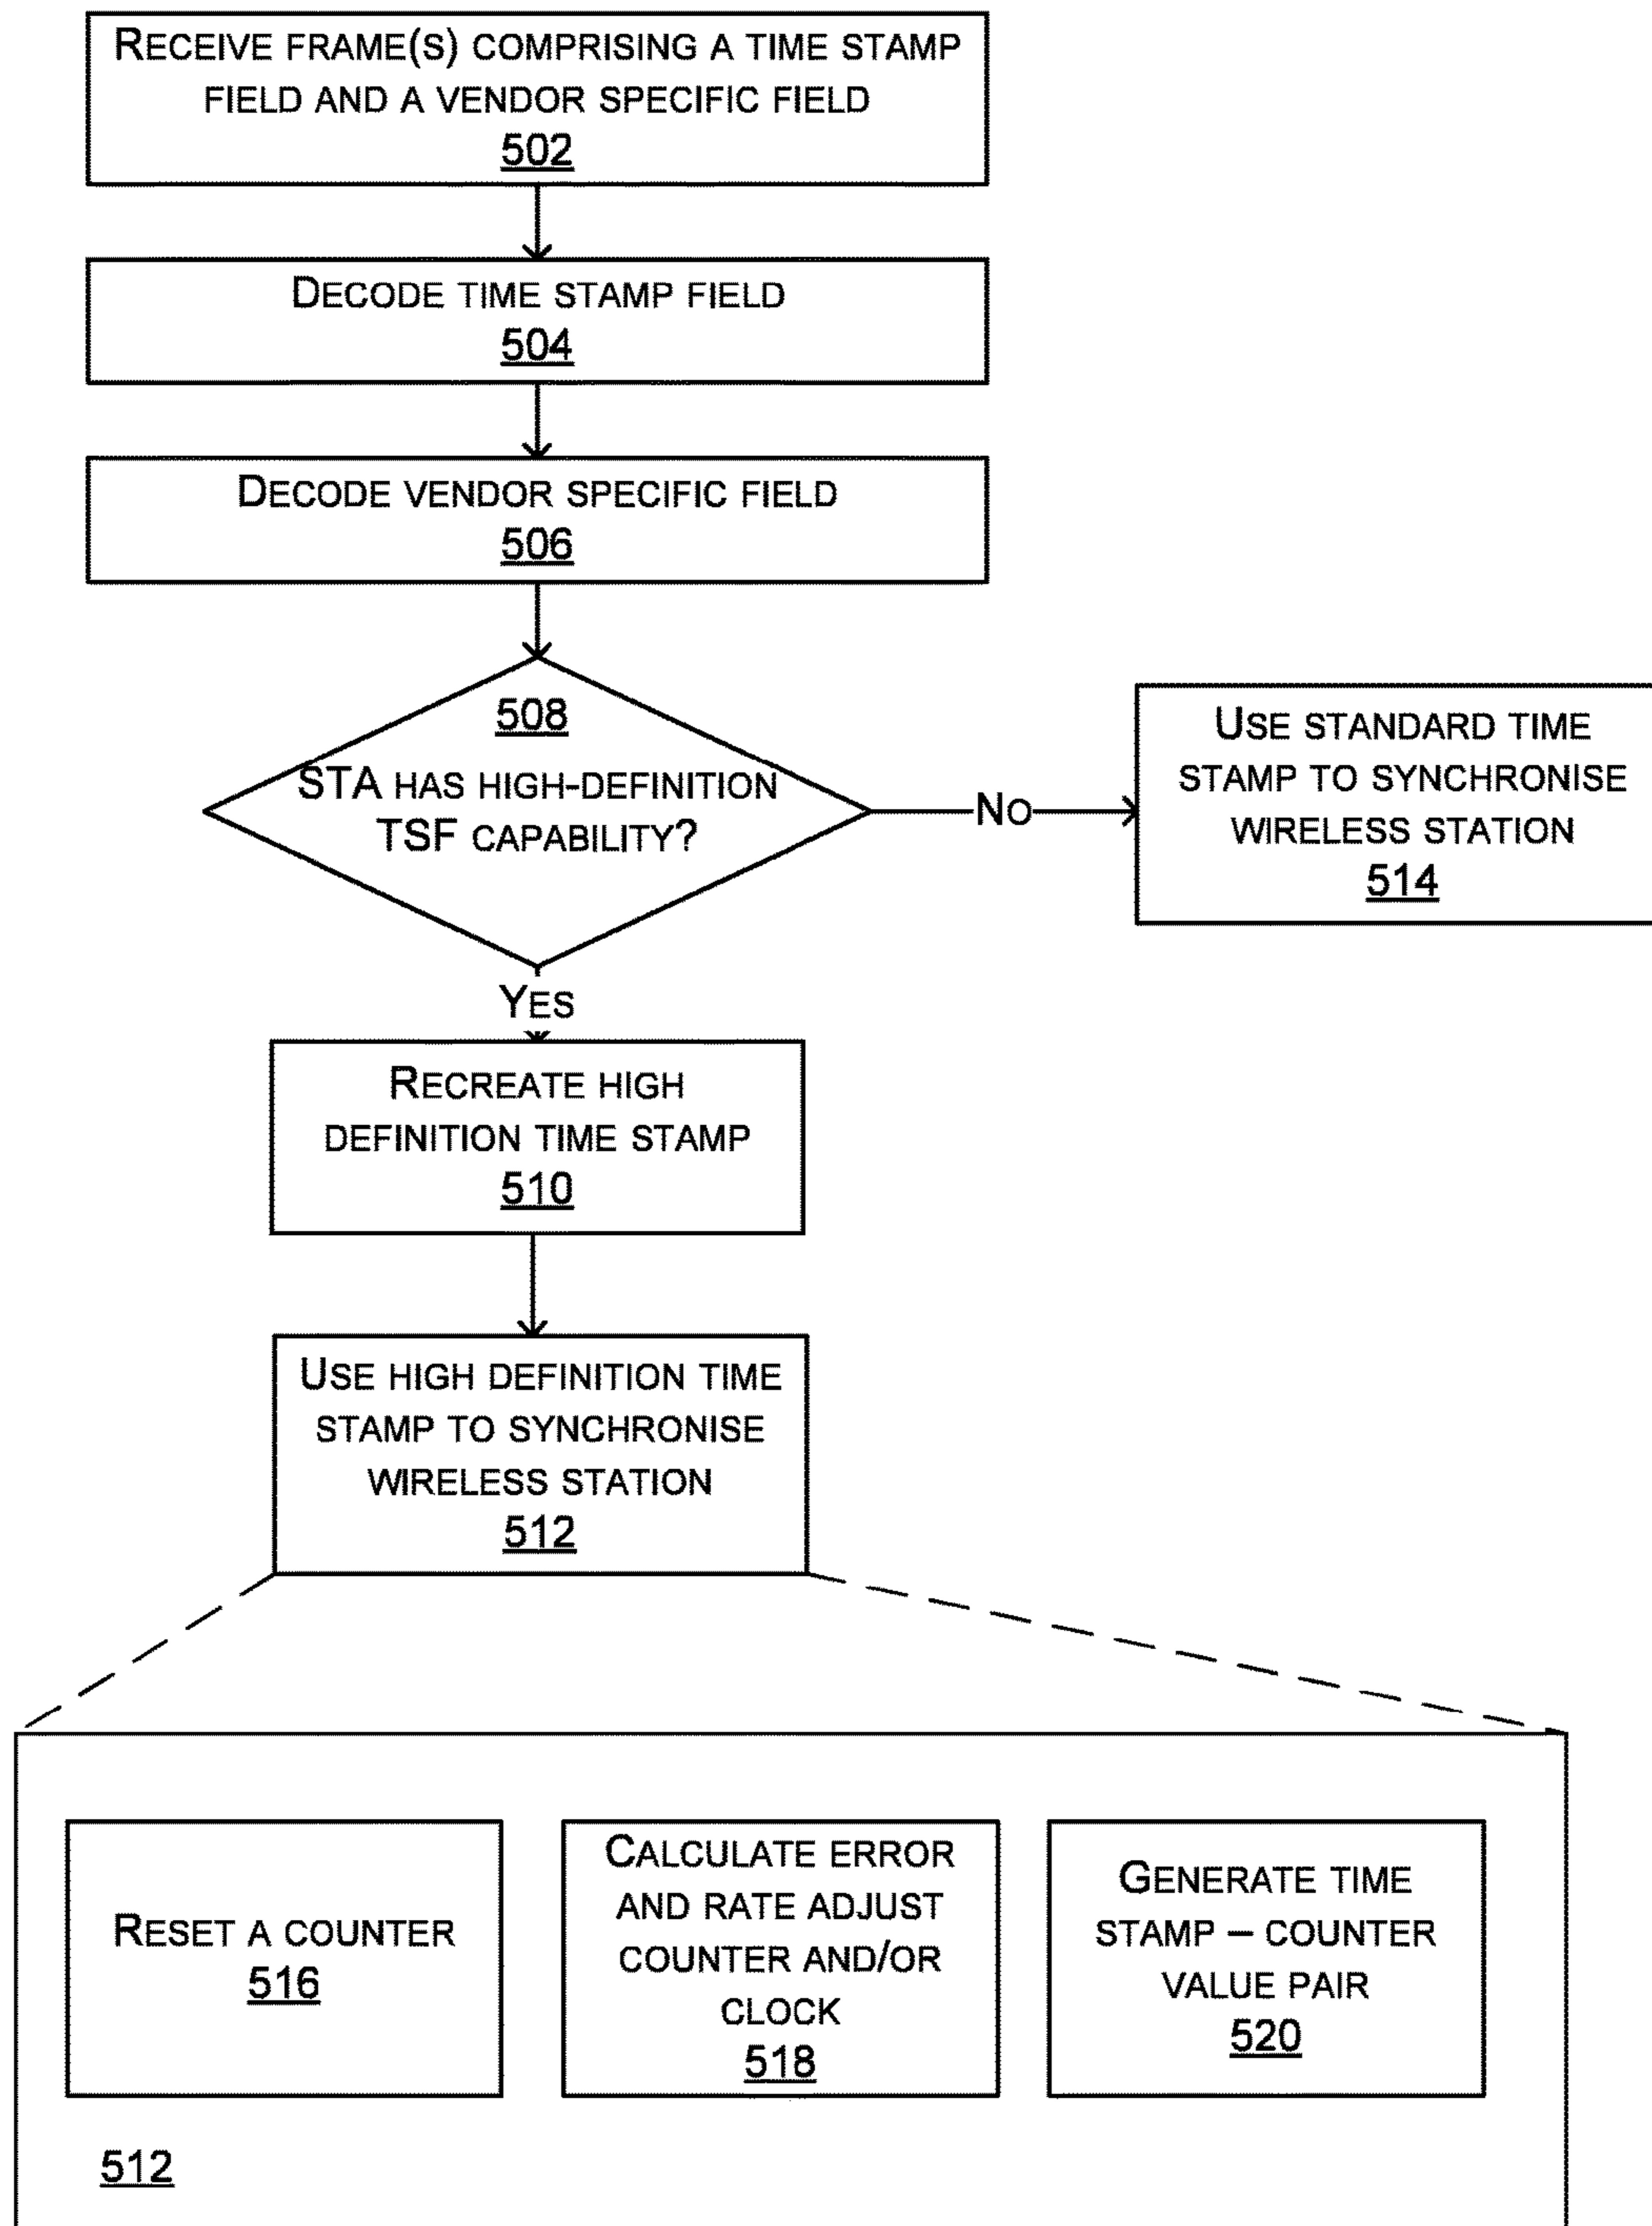 RECEIVE FRAME(S) COMPRISING A TIME STAMP
FIELD AND A VENDOR SPECIFIC FIELD
502
DECODE TIME STAMP FIELD
504
DECODE VENDOR SPECIFIC FIELD
506
508
STA HAS HIGH-DEFINITION
TSF CAPABILITY?
NO
USE STANDARD TIME
STAMP TO SYNCHRONISE
WIRELESS STATION
514
YES
RECREATE HIGH
DEFINITION TIME STAMP
510
USE HIGH DEFINITION TIME
STAMP TO SYNCHRONISE
WIRELESS STATION
512
RESET A COUNTER
516
CALCULATE ERROR
AND RATE ADJUST
COUNTER AND/OR
CLOCK
518
GENERATE TIME
STAMP – COUNTER
VALUE PAIR
520
512